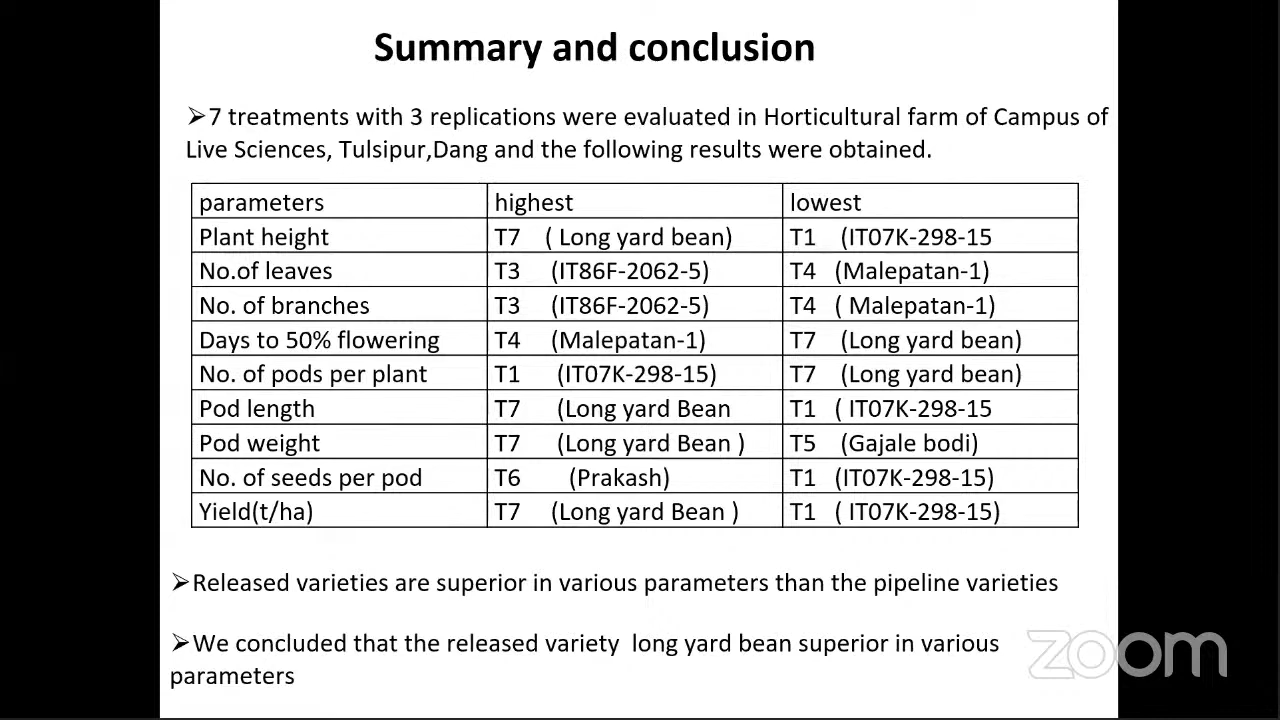 Summary and conclusion
➢7 treatments with 3 replications were evaluated in Horticultural farm of Campus of
Live Sciences, Tulsipur,Dang and the following results were obtained.
parameters highest lowest
Plant height T7 ( Long yard bean) T1 (IT07K-298-15
No.of leaves T3 (IT86F-2062-5) T4 (Malepatan-1)
No. of branches T3 (IT86F-2062-5) T4 ( Malepatan-1)
Days to 50% flowering T4 (Malepatan-1) T7 (Long yard bean)
No. of pods per plant T1 (IT07K-298-15) T7 (Long yard bean)
Pod length T7 (Long yard Bean T1 ( IT07K-298-15
Pod weight T7 (Long yard Bean ) T5 (Gajale bodi)
No. of seeds per pod T6 (Prakash) T1 (IT07K-298-15)
Yield(t/ha) T7 (Long yard Bean ) T1 ( IT07K-298-15)
➢Released varieties are superior in various parameters than the pipeline varieties
➢We concluded that the released variety long yard bean superior in various
parameters
zoom